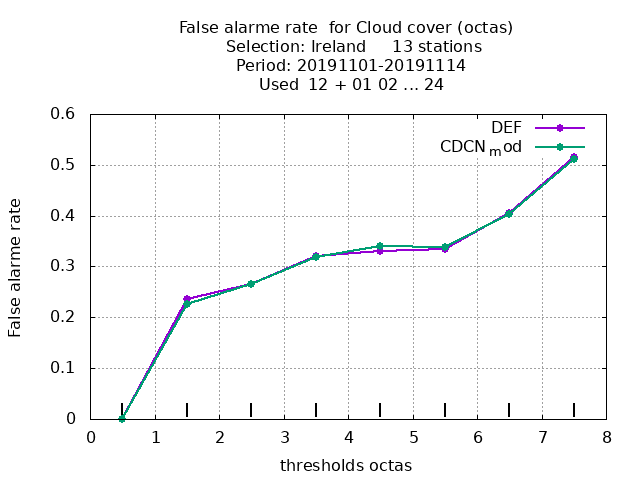 False alarme rate  for Cloud cover (octas)
Selection: Ireland     13 stations
Period: 20191101-20191114
Used  12 + 01 02 ... 24
0.6
DEF
CDCN_mod
0.5
0.4
0.3
0.2
0.1
0
False alarme rate
0 1 2 3 4 5 6 7 8
thresholds octas